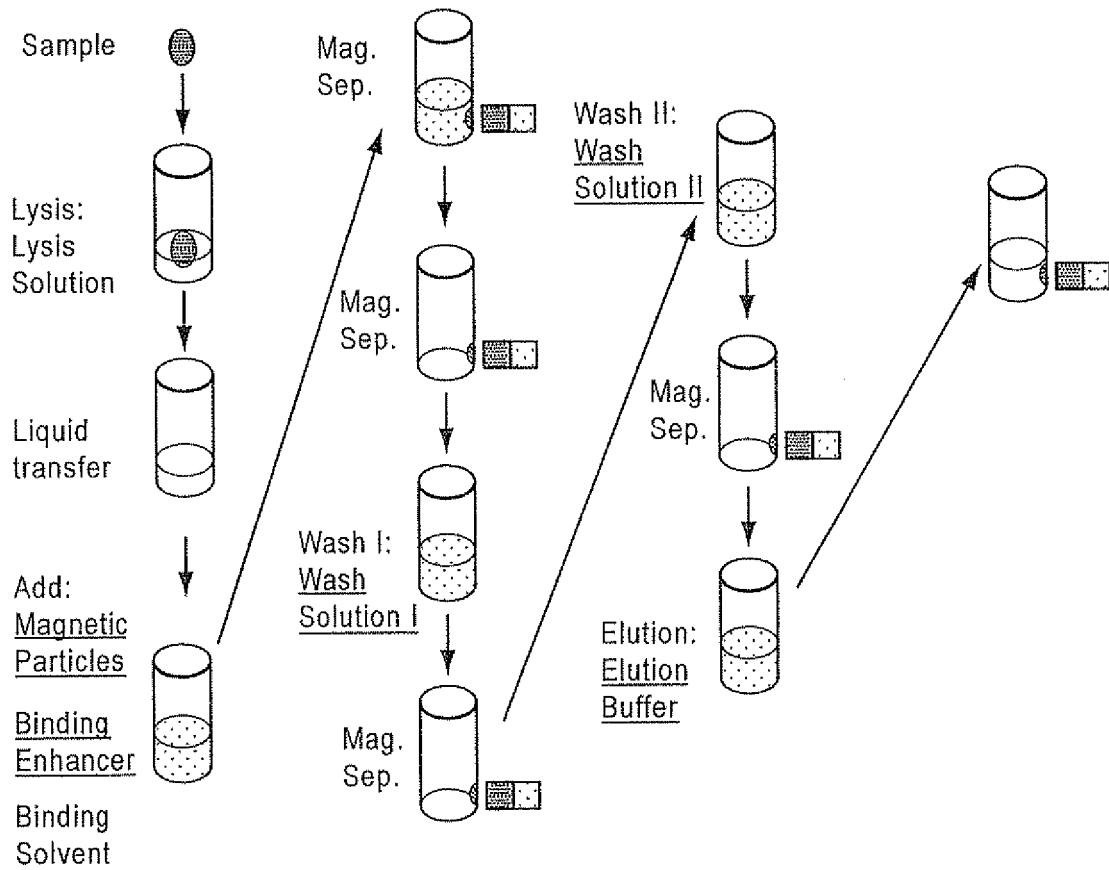 Sample
Lysis:
Lysis
Solution
Liquid
transfer
Add:
Magnetic
Particles
Binding
Enhancer
Binding
Solvent
Mag.
Sep.
Mag.
Sep.
Wash I:
Wash
Solution I
Mag.
Sep.
Wash II:
Wash
Solution II
Mag.
Sep.
Elution:
Elution
Buffer